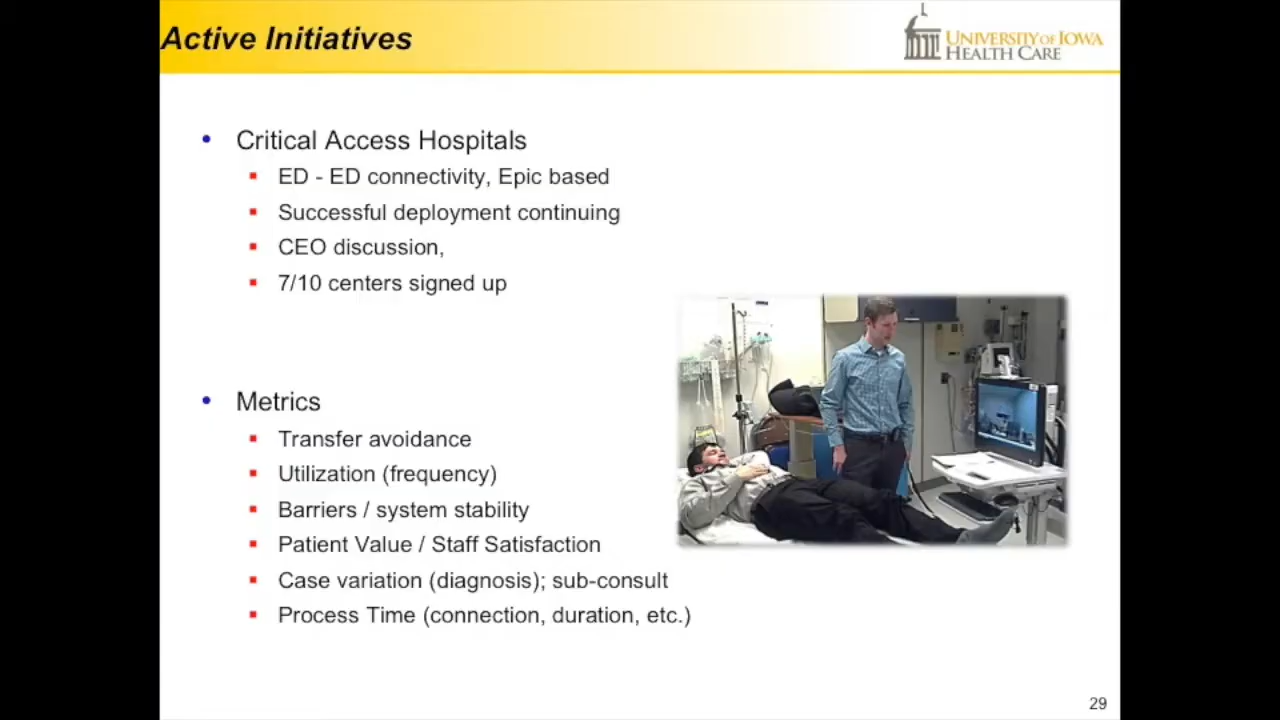 Active Initiatives
UNIVERSITY OF IOWA
HEALTH CARE
Critical Access Hospitals
ED - ED connectivity, Epic based
Successful deployment continuing
CEO discussion,
7/10 centers signed up
Metrics
Transfer avoidance
Utilization (frequency)
Barriers / system stability
Patient Value / Staff Satisfaction
Case variation (diagnosis); sub-consult
Process Time (connection, duration, etc.)
29